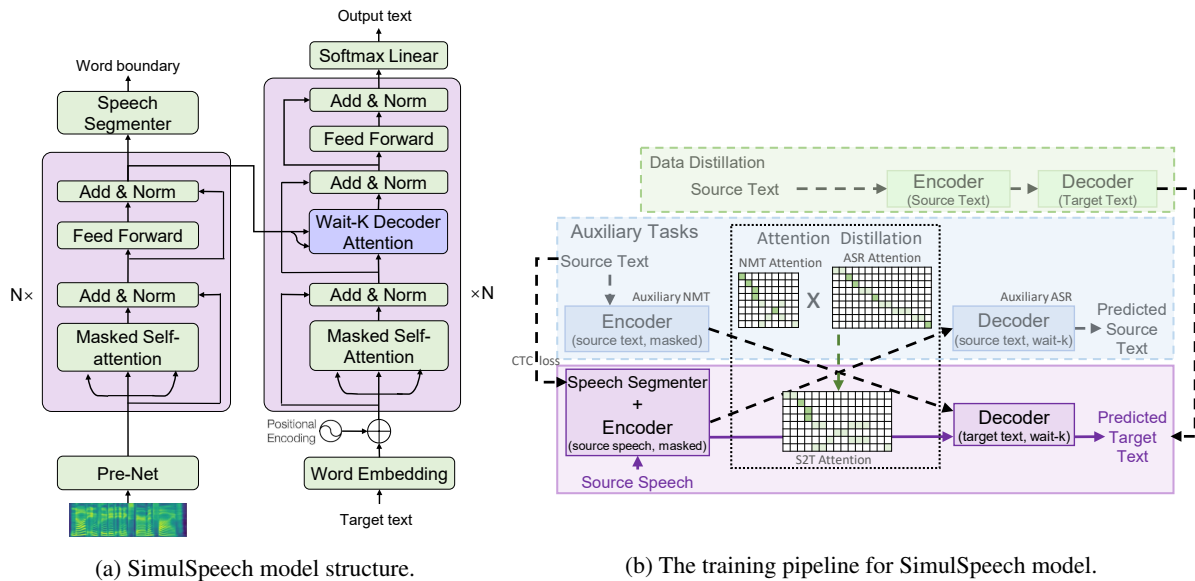 Output text
Softmax Linear
Word boundary
Speech
Segmenter
Add & Norm
Feed Forward
Add & Norm
Masked Self-
attention
N×
Pre-Net
Add & Norm
Feed Forward
Add & Norm
Wait-K Decoder
Attention
Add & Norm
Masked
Self-Attention
×N
Positional
Encoding
Word Embedding
Target text
(a) SimulSpeech model structure.
Data Distillation
Source Text
Encoder
(Source Text)
Decoder
(Target Text)
Auxiliary Tasks
Source Text
Attention Distillation
NMT Attention
ASR Attention
X
Auxiliary NMT
Encoder
(source text, masked)
Auxiliary ASR
Decoder
(source text, wait-k)
Predicted
Source
Text
CTC loss
Speech Segmenter
+
Encoder
(source speech, masked)
Source Speech
S2T Attention
Decoder
(target text, wait-k)
Predicted
Target
Text
(b) The training pipeline for SimulSpeech model.